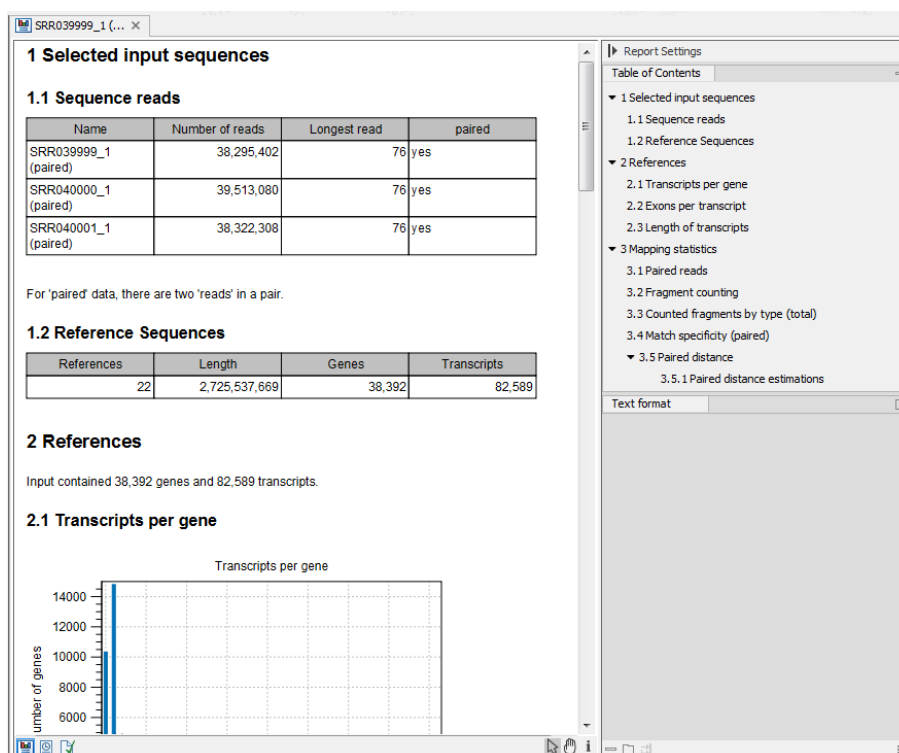 SRR039999_1 (...
1 Selected input sequences
1.1 Sequence reads
Name Number of reads Longest read paired
SRR039999_1 38,295,402 76 yes
(paired)
SRR040000_1 39,513,080 76 yes
(paired)
SRR040001_1 38,322,308 76 yes
(paired)
For 'paired' data, there are two 'reads' in a pair.
1.2 Reference Sequences
References Length Genes Transcripts
22 2,725,537,669 38,392 82,589
2 References
Input contained 38,392 genes and 82,589 transcripts.
2.1 Transcripts per gene
Transcripts per gene
14000
12000
10000
8000
6000
umber of genes
Report Settings
Table of Contents
1 Selected input sequences
1.1 Sequence reads
1.2 Reference Sequences
2 References
2.1 Transcripts per gene
2.2 Exons per transcript
2.3 Length of transcripts
3 Mapping statistics
3.1 Paired reads
3.2 Fragment counting
3.3 Counted fragments by type (total)
3.4 Match specificity (paired)
3.5 Paired distance
3.5.1 Paired distance estimations
Text format